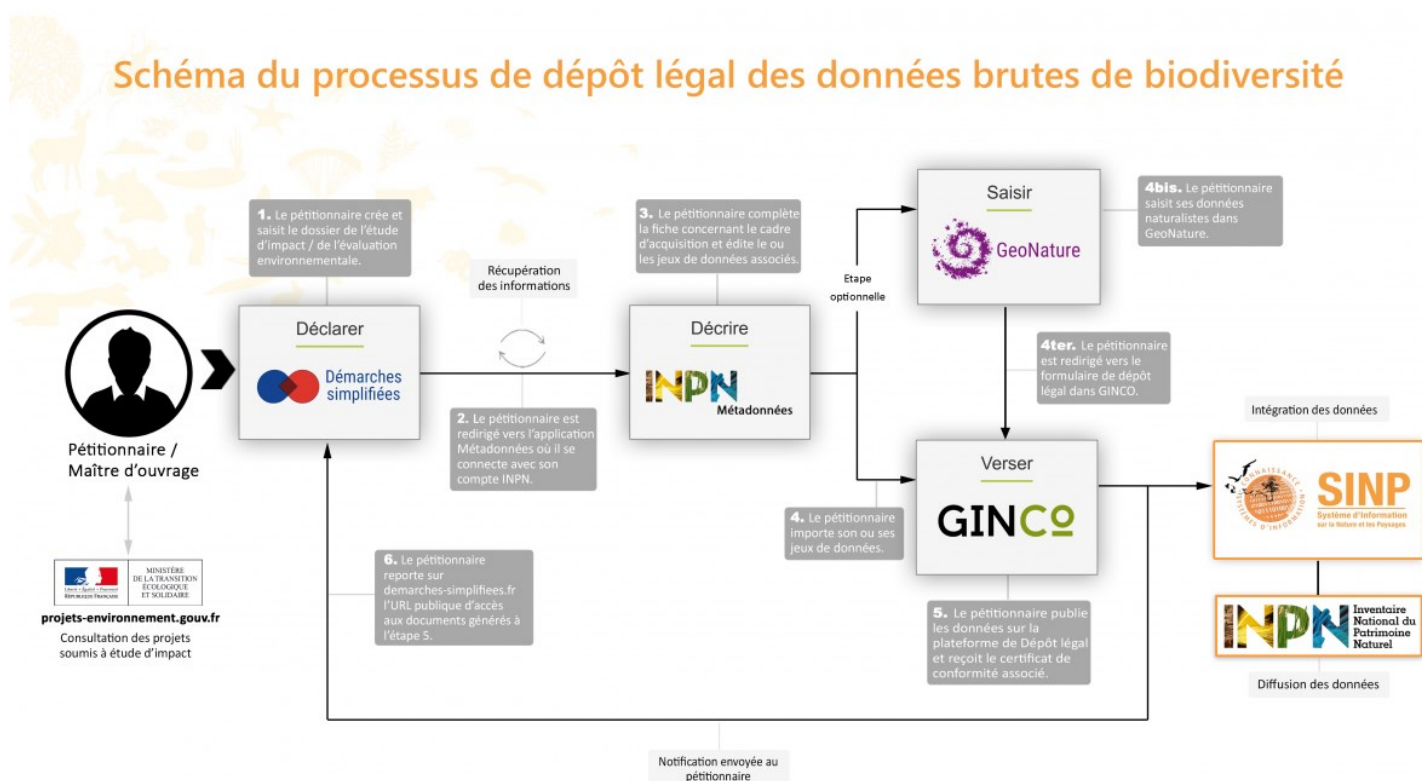 Schéma du processus de dépôt légal des données brutes de biodiversité
1. Le pétitionnaire crée et
saisit le dossier de l'étude
d'impact / de l'évaluation
environnementale.
Déclarer
Démarches
simplifiées
Pétitionnaire /
Maître d'ouvrage
MINISTÈRE
DE LA TRANSITION
ÉCOLOGIQUE
ET SOLIDAIRE
Liberté • Égalité • Fraternité
RÉPUBLIQUE FRANÇAISE
projets-environnement.gouv.fr
Consultation des projets
soumis à étude d'impact
Récupération
des informations
2. Le pétitionnaire est
redirigé vers l'application
Métadonnées où il se
connecte avec son
compte INPN.
3. Le pétitionnaire complète
la fiche concernant le cadre
d'acquisition et édite le ou
les jeux de données associés.
Décrire
INPN
Métadonnées
Etape
optionnelle
Saisir
GeoNature
4bis. Le pétitionnaire
saisit ses données
naturalistes dans
GeoNature.
4ter. Le pétitionnaire
est redirigé vers le
formulaire de dépôt
légal dans GINCO.
4. Le pétitionnaire
importe son ou ses
jeux de données.
Verser
GINCO
5. Le pétitionnaire publie
les données sur la
plateforme de Dépôt légal
et reçoit le certificat de
conformité associé.
6. Le pétitionnaire
reporte sur
demarches-simplifiees.fr
l'URL publique d'accès
aux documents générés à
l'étape 5.
Notification envoyée au
pétitionnaire
Intégration des données
SINP
Système d'Information
sur la Nature et les Paysages
INPN
Inventaire
National du
Patrimoine
Naturel
Diffusion des données